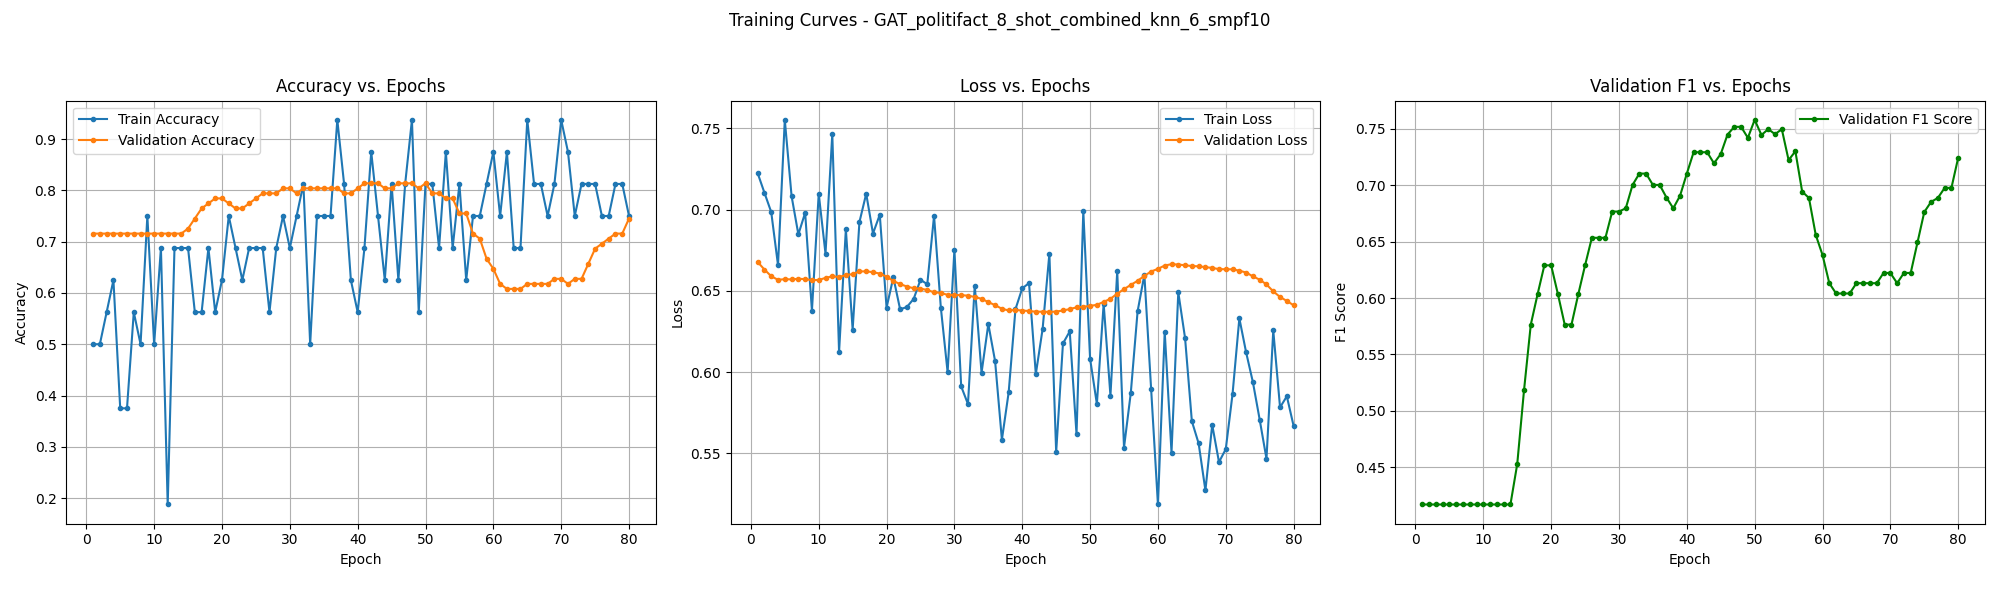 Training Curves - GAT_politifact_8_shot_combined_knn_6_smpf10
Accuracy vs. Epochs
Train Accuracy
Validation Accuracy
Accuracy
0.9
0.8
0.7
0.6
0.5
0.4
0.3
0.2
0 10 20 30 40 50 60 70 80
Epoch
Loss vs. Epochs
Train Loss
Validation Loss
Loss
0.75
0.70
0.65
0.60
0.55
0 10 20 30 40 50 60 70 80
Epoch
Validation F1 vs. Epochs
Validation F1 Score
F1 Score
0.75
0.70
0.65
0.60
0.55
0.50
0.45
0 10 20 30 40 50 60 70 80
Epoch